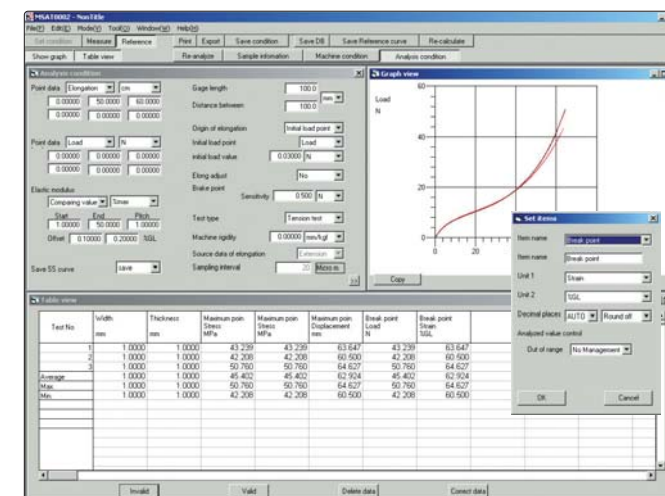 MSAT0002 - NonTitle
File(F) Edit(E) Mode(V) Tool(O) Window(W) Help(H)
Set condition Measure Reference Print Export Save condition Save DB Save Reference curve Re-calculate
Show graph Table view Re-analyze Sample infomation Machine condition Analysis condition
Analysis condition
Point data Elongation cm
0.00000 50.0000 60.0000
0.00000 0.00000 0.00000
Point data Load N
0.00000 0.00000 0.00000
0.00000 0.00000 0.00000
Elastic modulus
Comparing value %max
Start End Pitch
1.00000 50.0000 1.00000
Offset 0.10000 0.20000 %GL
Save SS curve save
Gage length 100.0
Distance between 100.0 mm
Origin of elongation Initial load point
Initial load point Load
initial load value 0.03000 N
Elong adjust No
Brake point
Sensitivity 0.500 N
Test type Tension test
Machine rigidity 0.00000 mm/kgf
Source data of elongation Extension
Sampling interval 20 Micro m
>>
Graph view
Load
N
60
40
20
0
0 20
Copy
Set items
Item name Break point
Item name Break point
Unit 1 Strain
Unit 2 %GL
Decimal places AUTO Round off
Analyzed value control
Out of range No Management
OK Cancel
Table view
Test No Width mm Thickness mm Maximum poin Stress MPa Maximum poin Stress MPa Maximum poin Displacement mm Break point Load N Break point Strain %GL
1 1.0000 1.0000 43.239 43.239 63.647 43.239 63.647
2 1.0000 1.0000 42.208 42.208 60.500 42.208 60.500
3 1.0000 1.0000 50.760 50.760 64.627 50.760 64.627
Average 1.0000 1.0000 45.402 45.402 62.924 45.402 62.924
Max. 1.0000 1.0000 50.760 50.760 64.627 50.760 64.627
Min. 1.0000 1.0000 42.208 42.208 60.500 42.208 60.500
Invalid Valid Delete data Correct data